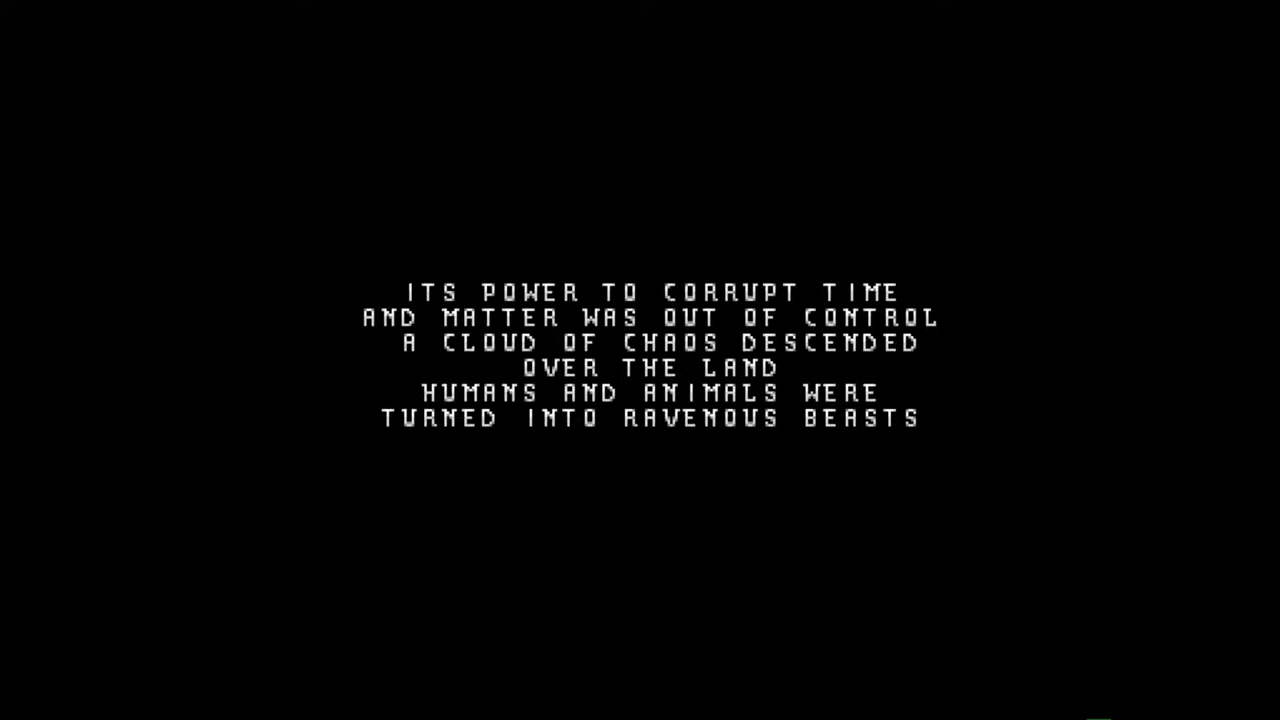 ITS POWER TO CORRUPT TIME
AND MATTER WAS OUT OF CONTROL
A CLOUD OF CHAOS DESCENDED
OVER THE LAND
HUMANS AND ANIMALS WERE
TURNED INTO RAVENOUS BEASTS